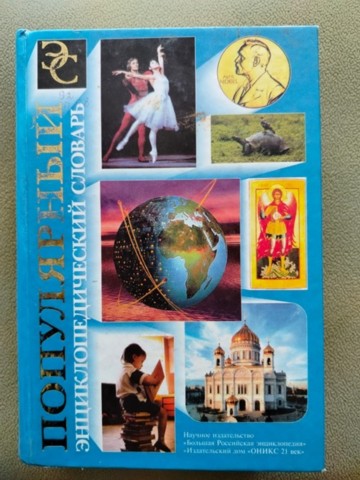 ЭС
ПОПУЛЯРНЫЙ
ЭНЦИКЛОПЕДИЧЕСКИЙ СЛОВАРЬ
Научное издательство
«Большая Российская энциклопедия»
«Издательский дом «ОНИКС 21 век»